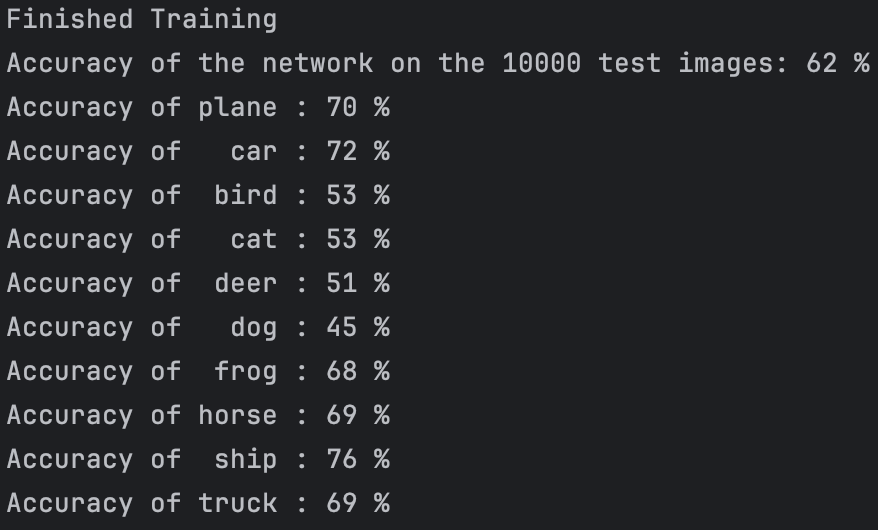 Finished Training
Accuracy of the network on the 10000 test images: 62 %
Accuracy of plane : 70 %
Accuracy of   car : 72 %
Accuracy of  bird : 53 %
Accuracy of   cat : 53 %
Accuracy of  deer : 51 %
Accuracy of   dog : 45 %
Accuracy of  frog : 68 %
Accuracy of horse : 69 %
Accuracy of  ship : 76 %
Accuracy of truck : 69 %